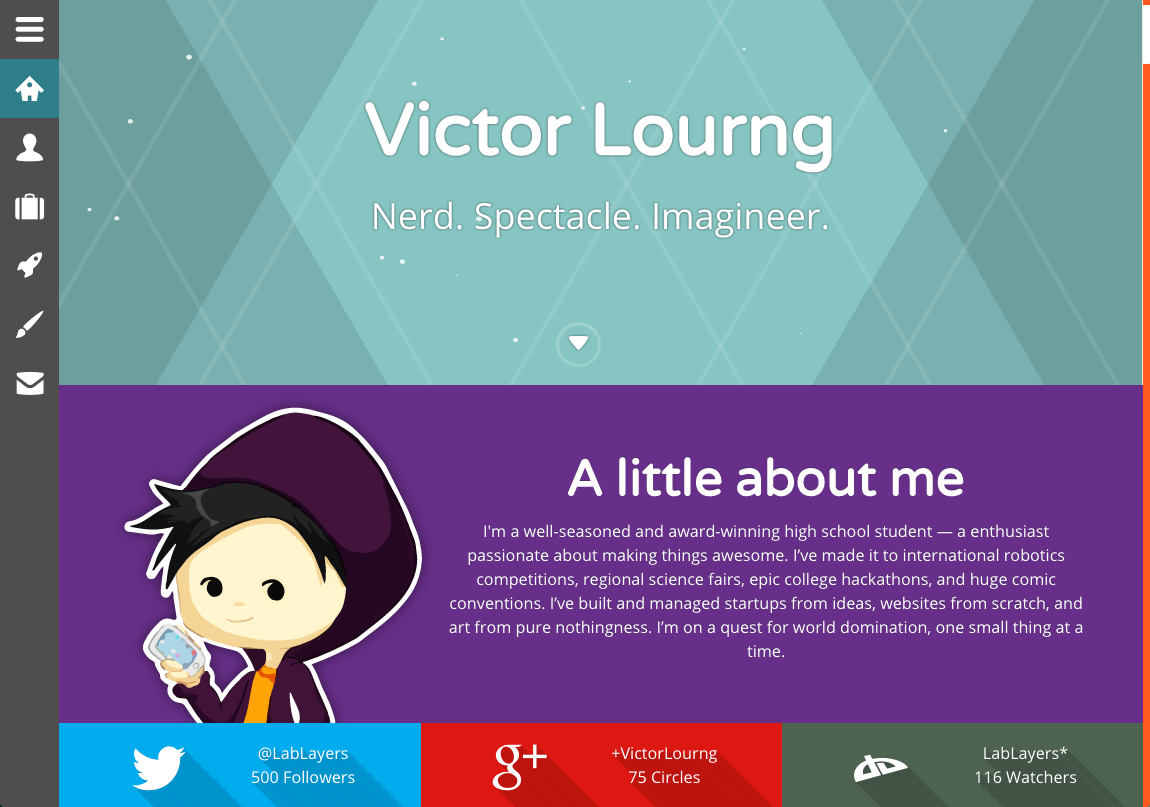 Victor Lourng
Nerd. Spectacle. Imagineer.
A little about me
I'm a well-seasoned and award-winning high school student — a enthusiast
passionate about making things awesome. I’ve made it to international robotics
competitions, regional science fairs, epic college hackathons, and huge comic
conventions. I’ve built and managed startups from ideas, websites from scratch, and
art from pure nothingness. I’m on a quest for world domination, one small thing at a
time.
@LabLayers
500 Followers
g+
+VictorLourng
75 Circles
LabLayers*
116 Watchers